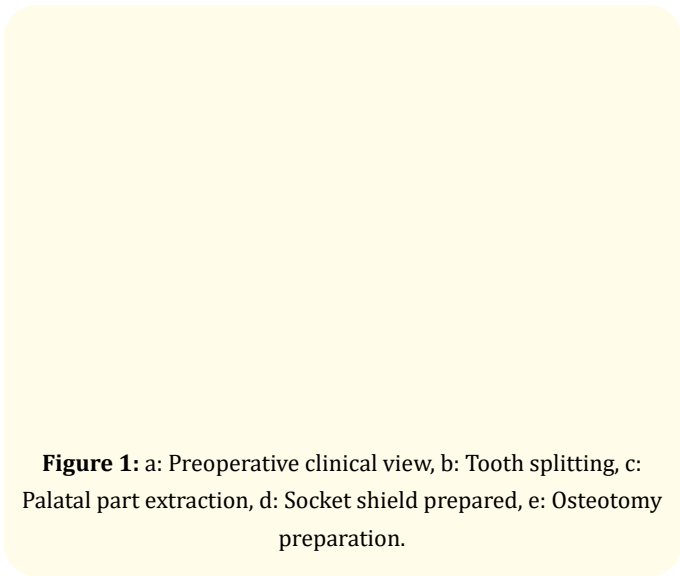 Figure 1: a: Preoperative clinical view, b: Tooth splitting, c:
Palatal part extraction, d: Socket shield prepared, e: Osteotomy
preparation.